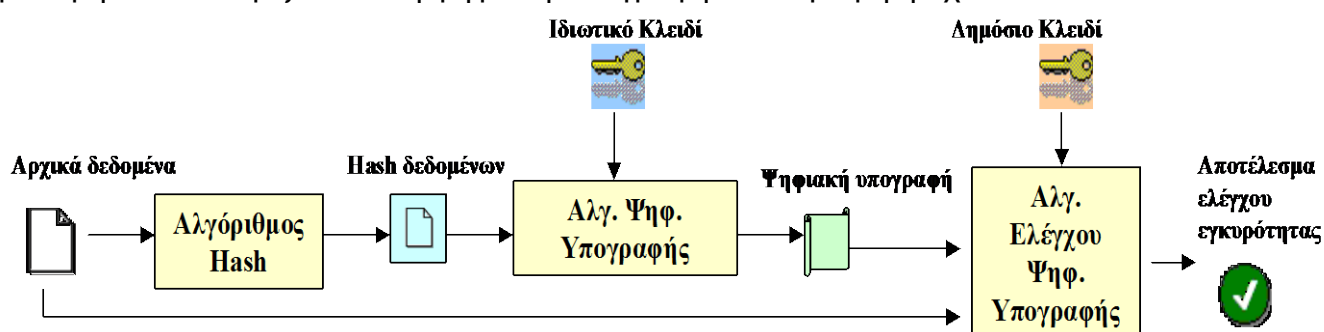 Ιδιωτικό Κλειδί
Δημόσιο Κλειδί
Αρχικά δεδομένα
Hash δεδομένων
Ψηφιακή υπογραφή
Αποτέλεσμα
ελέγχου
εγκυρότητας
Αλγόριθμος
Hash
Αλγ. Ψηφ.
Υπογραφής
Αλγ.
Ελέγχου
Ψηφ.
Υπογραφής